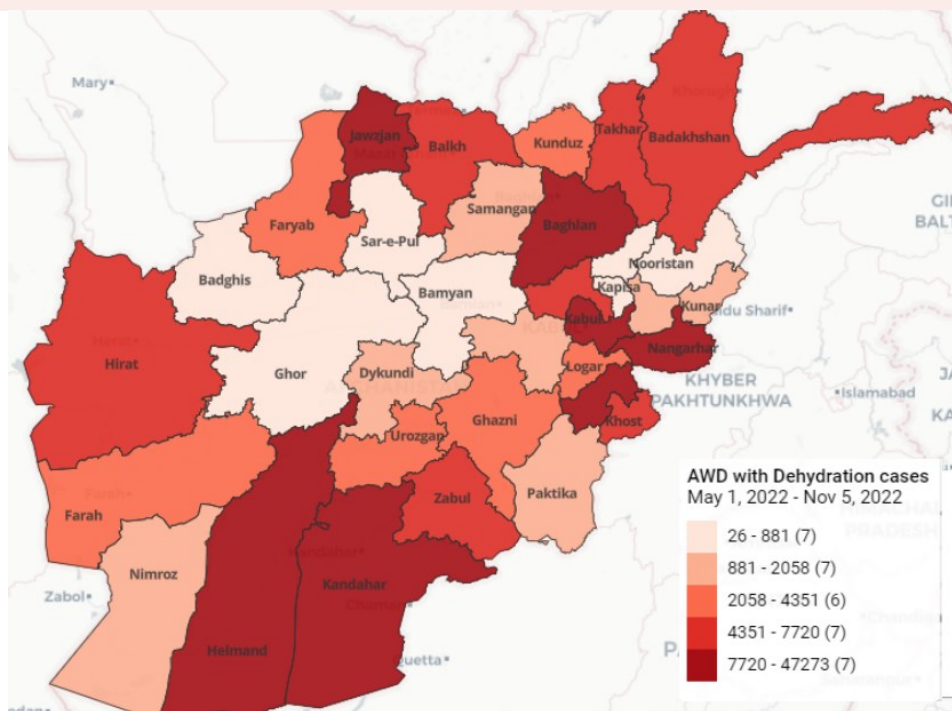 Mary
Khorugh
Jawzjan
Balkh
Kunduz
Takhar
Badakhshan
Faryab
Samangan
Baghlan
Sar-e-Pul
Badghis
Bamyan
Nooristan
Kapisa
Kunar
Kabul
KABUL
Nangarhar
Hirat
Ghor
Dykundi
Logar
KHYBER
PAKHTUNKHWA
Islamabad
Khost
Urozgan
Ghazni
Farah
Farah
Zabul
Paktika
Nimroz
Zabol
Kandahar
Helmand
AWD with Dehydration cases
May 1, 2022 - Nov 5, 2022
26 - 881 (7)
881 - 2058 (7)
2058 - 4351 (6)
4351 - 7720 (7)
7720 - 47273 (7)